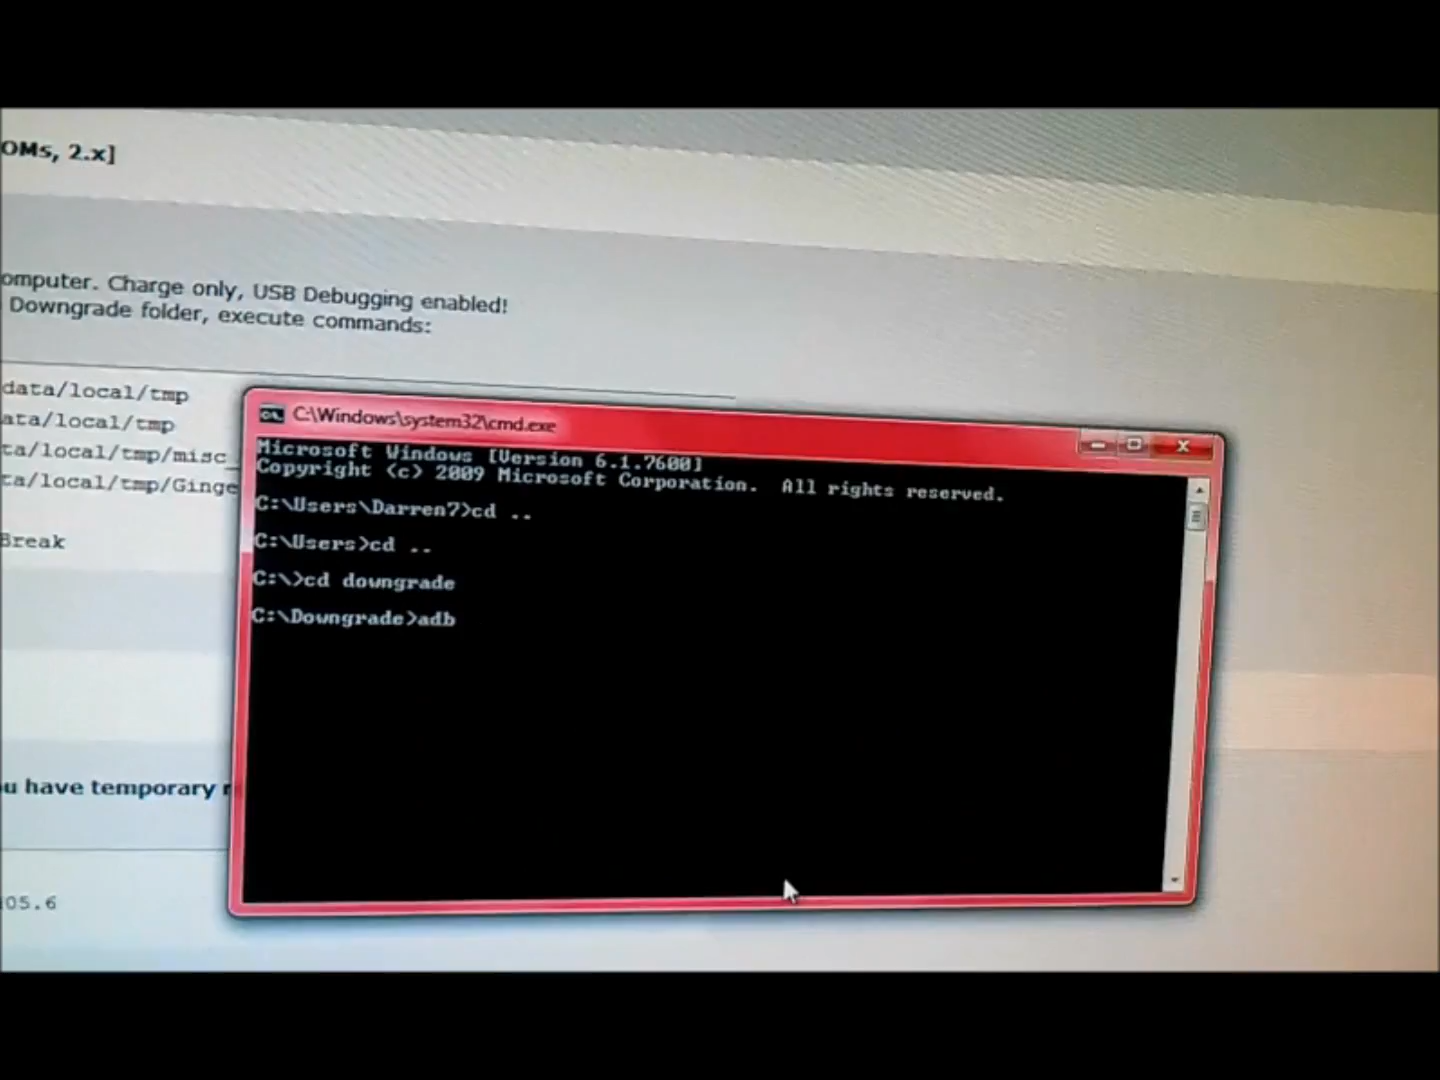 OMs, 2.x]
omputer. Charge only, USB Debugging enabled!
Downgrade folder, execute commands:
data/local/tmp
ata/local/tmp
ta/local/tmp/misc_
ta/local/tmp/Ginge
Break
u have temporary r
05.6
C:\Windows\system32\cmd.exe
Microsoft Windows [Version 6.1.7600]
Copyright (c) 2009 Microsoft Corporation. All rights reserved.
C:\Users\Darren7>cd ..
C:\Users>cd ..
C:\>cd downgrade
C:\Downgrade>adb